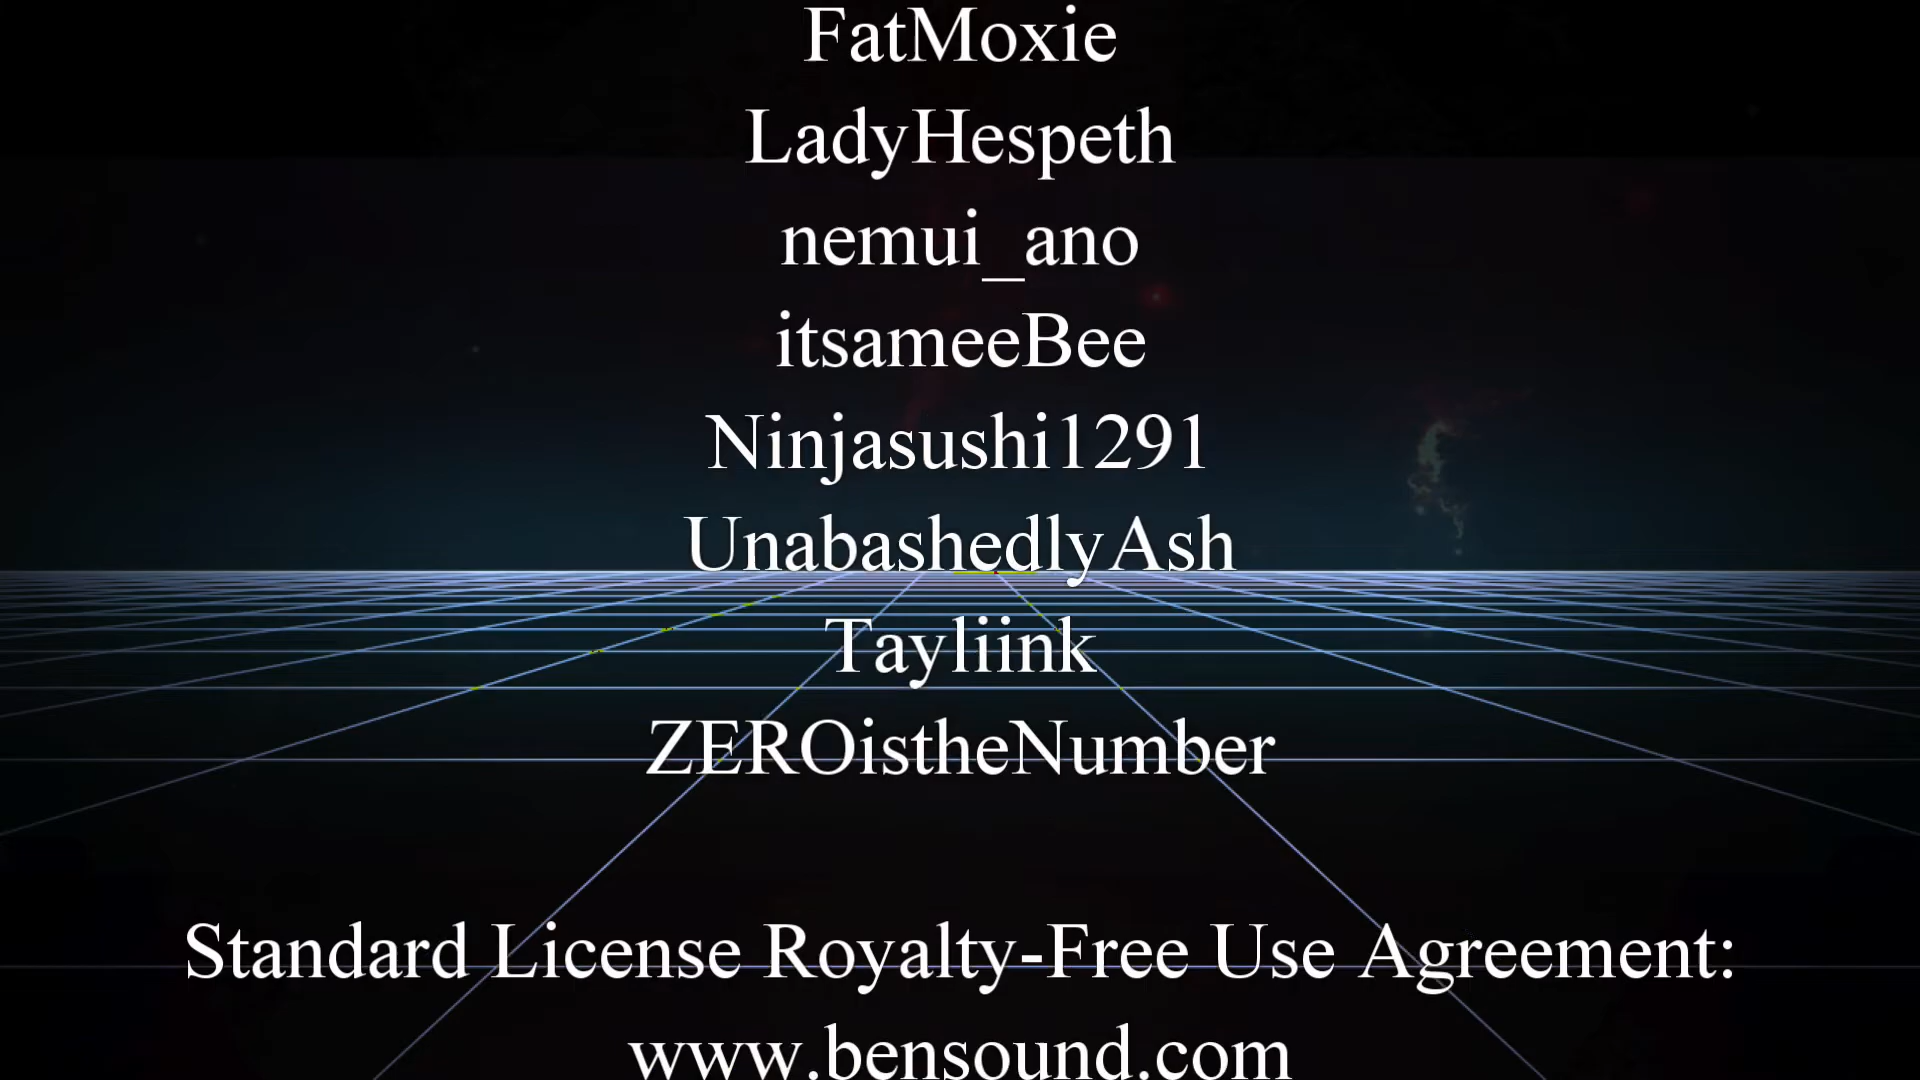 FatMoxie
LadyHespeth
nemui_ano
itsameeBee
Ninjasushi1291
UnabashedlyAsh
Tayliink
ZEROistheNumber
Standard License Royalty-Free Use Agreement:
www.bensound.com